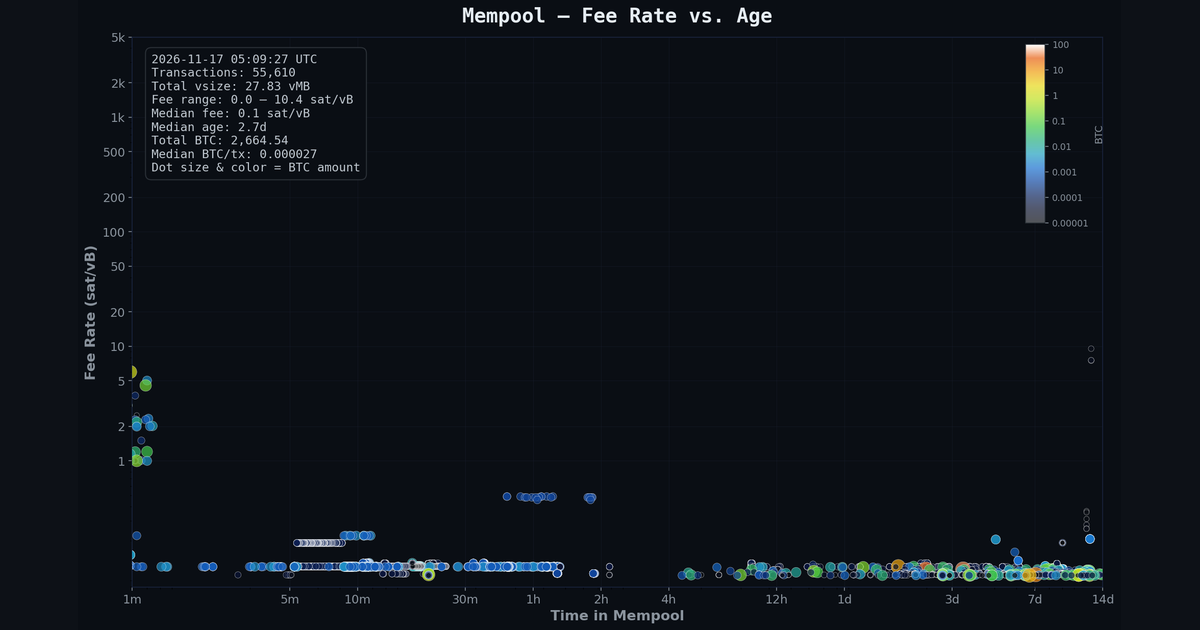 Mempool — Fee Rate vs. Age
2026-11-17 05:09:27 UTC
Transactions: 55,610
Total vsize: 27.83 vMB
Fee range: 0.0 — 10.4 sat/vB
Median fee: 0.1 sat/vB
Median age: 2.7d
Total BTC: 2,664.54
Median BTC/tx: 0.000027
Dot size & color = BTC amount
5k
2k
1k
500
200
100
50
20
10
5
2
1
Fee Rate (sat/vB)
100
10
1
0.1
0.01
0.001
0.0001
0.00001
BTC
1m 5m 10m 30m 1h 2h 4h 12h 1d 3d 7d 14d
Time in Mempool